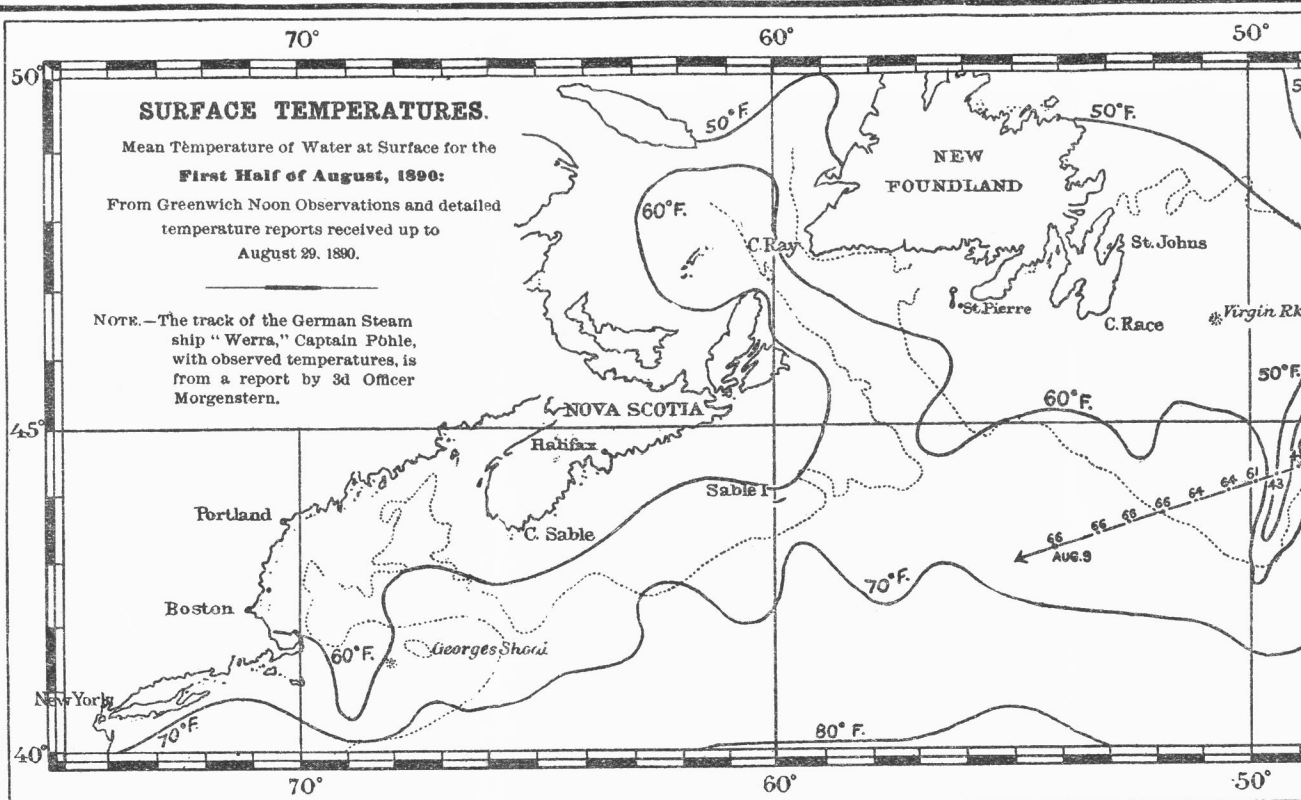 70° 60° 50°
50°
SURFACE TEMPERATURES.
Mean Temperature of Water at Surface for the
First Half of August, 1890:
From Greenwich Noon Observations and detailed
temperature reports received up to
August 29. 1890.
NOTE.—The track of the German Steam
ship "Werra," Captain Pöhle,
with observed temperatures, is
from a report by 3d Officer
Morgenstern.
50°F.
50°F.
5
NEW
FOUNDLAND
60°F.
C. Ray
St. Johns
St. Pierre
C. Race
Virgin Rk
50°F.
60°F.
45°
NOVA SCOTIA
Halifax
Sable I
61
64
64
66
66
66
66
AUG.9
43
Portland
C. Sable
70°F.
Boston
60°F.
Georges Shoal
New York
70°F.
80° F.
40°
70° 60° 50°